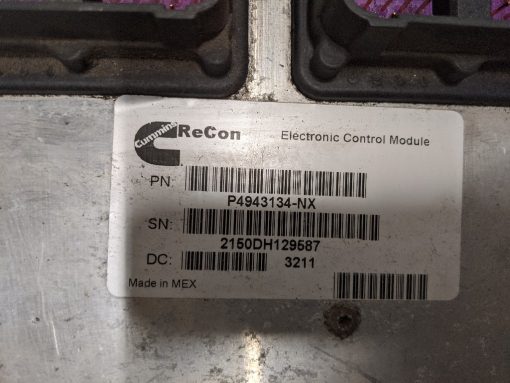 Cummins ReCon Electronic Control Module
PN: P4943134-NX
SN: 2150DH129587
DC: 3211
Made in MEX